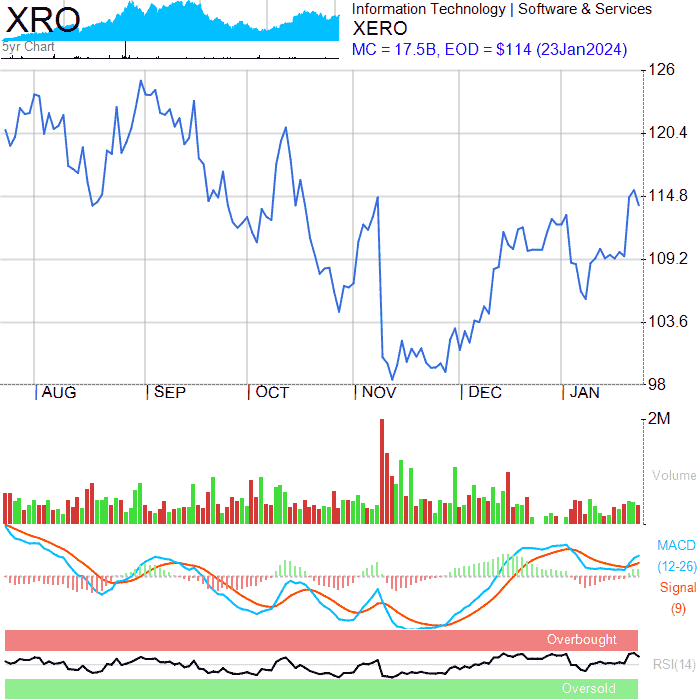 XRO
5yr Chart
Information Technology | Software & Services
XERO
MC = 17.5B, EOD = $114 (23Jan2024)
126
120.4
114.8
109.2
103.6
98
| AUG | SEP | OCT | NOV | DEC | JAN
2M
Volume
MACD
(12-26)
Signal
(9)
Overbought
RSI(14)
Oversold